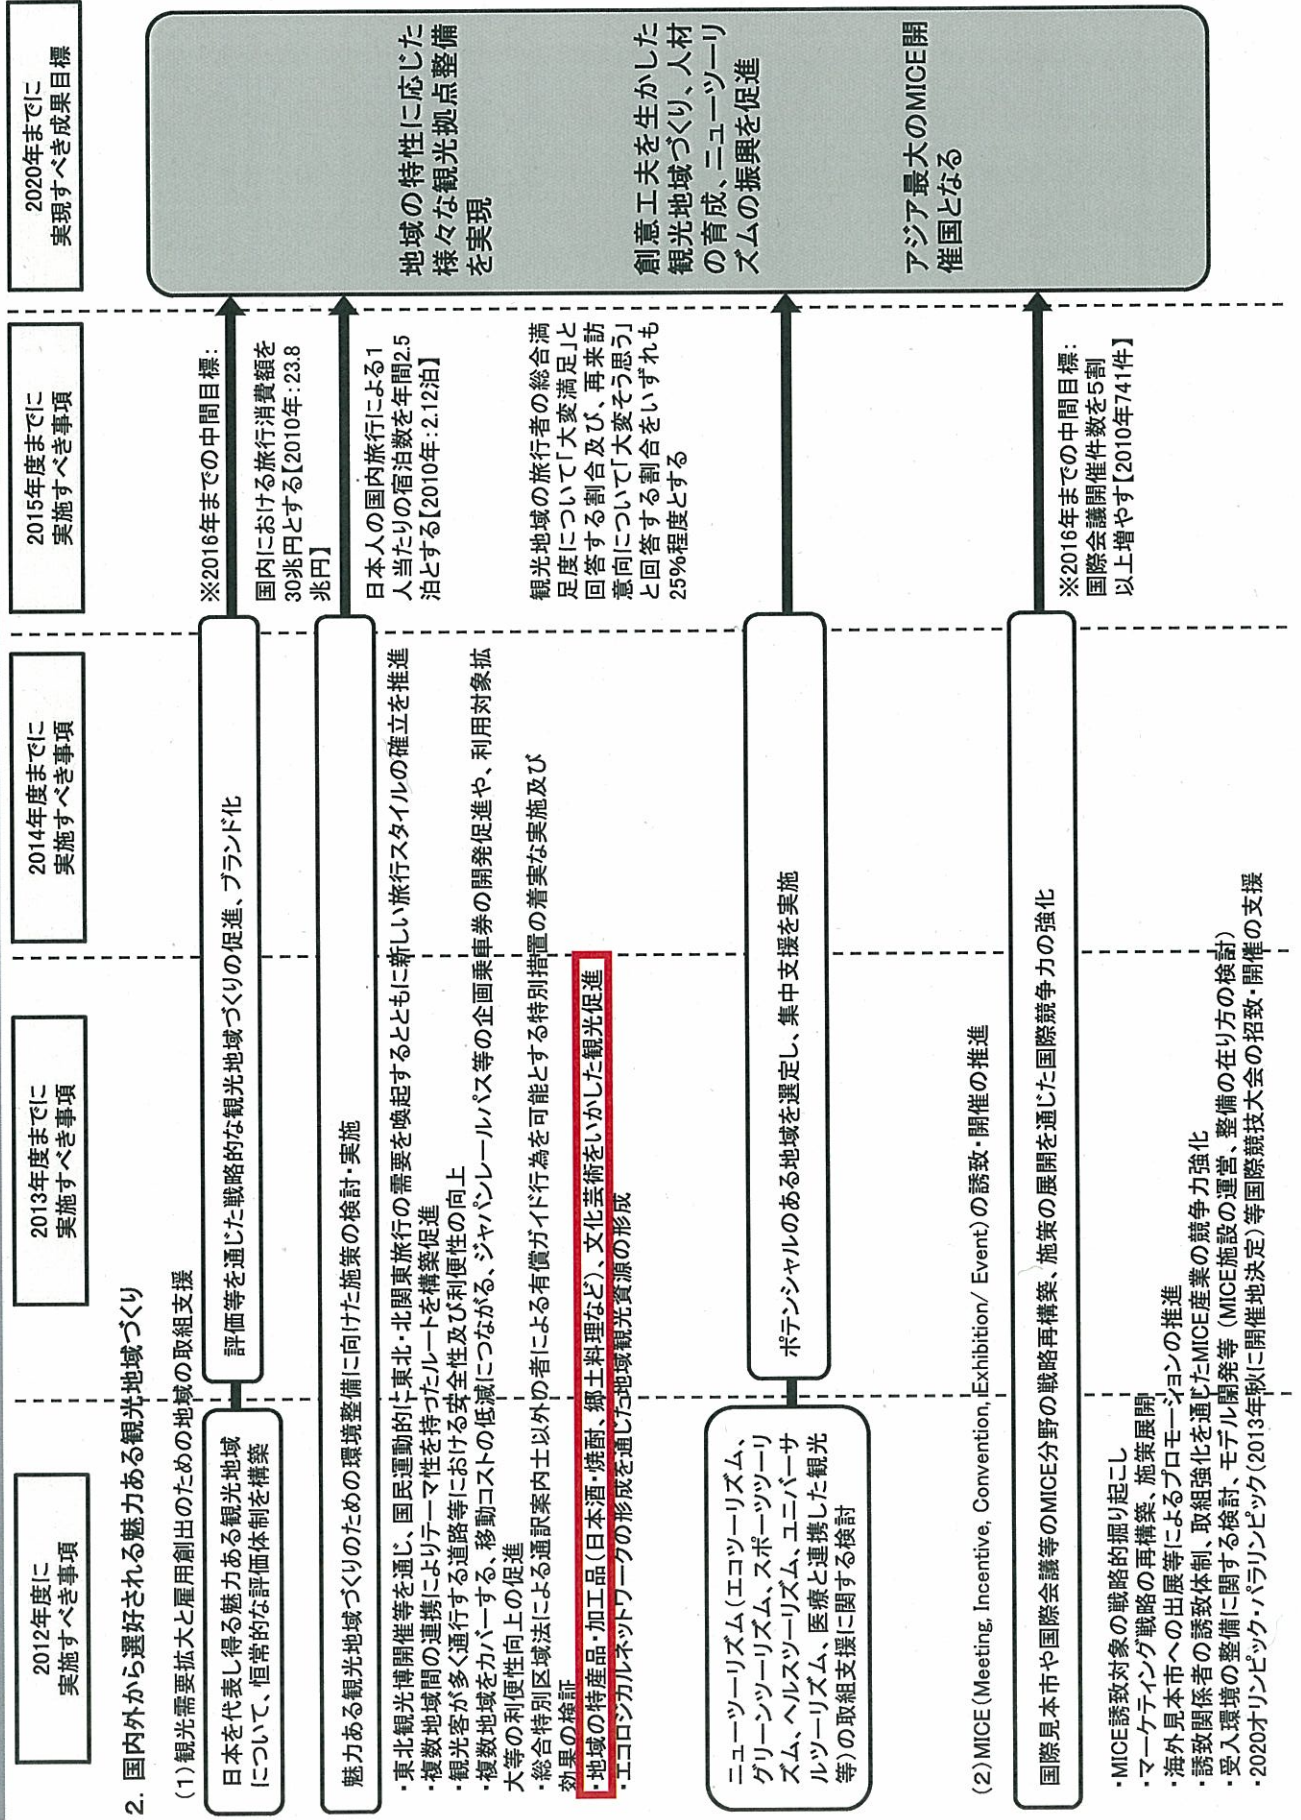 2012年度に
実施すべき事項
2013年度までに
実施すべき事項
2014年度までに
実施すべき事項
2015年度までに
実施すべき事項
2020年までに
実現すべき成果目標
2. 国内外から選好される魅力ある観光地域づくり
(1)観光需要拡大と雇用創出のための地域の取組支援
日本を代表し得る魅力ある観光地域
について、恒常的な評価体制を構築
評価等を通じた戦略的な観光地域づくりの促進、ブランド化
※2016年までの中間目標:
国内における旅行消費額を
30兆円とする【2010年:23.8
兆円】
魅力ある観光地域づくりのための環境整備に向けた施策の検討・実施
日本人の国内旅行による1
人当たりの宿泊数を年間2.5
泊とする【2010年:2.12泊】
・東北観光博開催等を通じ、国民運動的に東北・北関東旅行の需要を喚起するとともに新しい旅行スタイルの確立を推進
・複数地域間の連携によりテーマ性を持ったルートを構築促進
・観光客が多く通行する道路等における安全性及び利便性の向上
・複数地域をカバーする、移動コストの低減につながる、ジャパンレールパス等の企画乗車券の開発促進や、利用対象拡
大等の利便性向上の促進
・総合特別区域法による通訳案内士以外の者による有償ガイド行為を可能とする特別措置の着実な実施及び
効果の検証
・地域の特産品・加工品(日本酒・焼酎、郷土料理など)、文化芸術をいかした観光促進
・エコロジカルネットワークの形成を通じた地域観光資源の形成
観光地域の旅行者の総合満
足度について「大変満足」と
回答する割合及び、再来訪
意向について「大変そう思う」
と回答する割合をいずれも
25%程度とする
ニューツーリズム(エコツーリズム、
グリーンツーリズム、スポーツツーリ
ズム、ヘルスツーリズム、ユニバーサ
ルツーリズム、医療と連携した観光
等)の取組支援に関する検討
ポテンシャルのある地域を選定し、集中支援を実施
(2)MICE(Meeting, Incentive, Convention, Exhibition/ Event)の誘致・開催の推進
国際見本市や国際会議等のMICE分野の戦略再構築、施策の展開を通じた国際競争力の強化
※2016年までの中間目標:
国際会議開催件数を5割
以上増やす【2010年741件】
・MICE誘致対象の戦略的掘り起こし
・マーケティング戦略の再構築、施策展開
・海外見本市への出展等によるプロモーションの推進
・誘致関係者の誘致体制、取組強化を通じたMICE産業の競争力強化
・受入環境の整備に関する検討、モデル開発等(MICE施設の運営、整備の在り方の検討)
・2020オリンピック・パラリンピック(2013年秋に開催地決定)等国際競技大会の招致・開催の支援
地域の特性に応じた
様々な観光拠点整備
を実現
創意工夫を生かした
観光地域づくり、人材
の育成、ニューツーリ
ズムの振興を促進
アジア最大のMICE開
催国となる